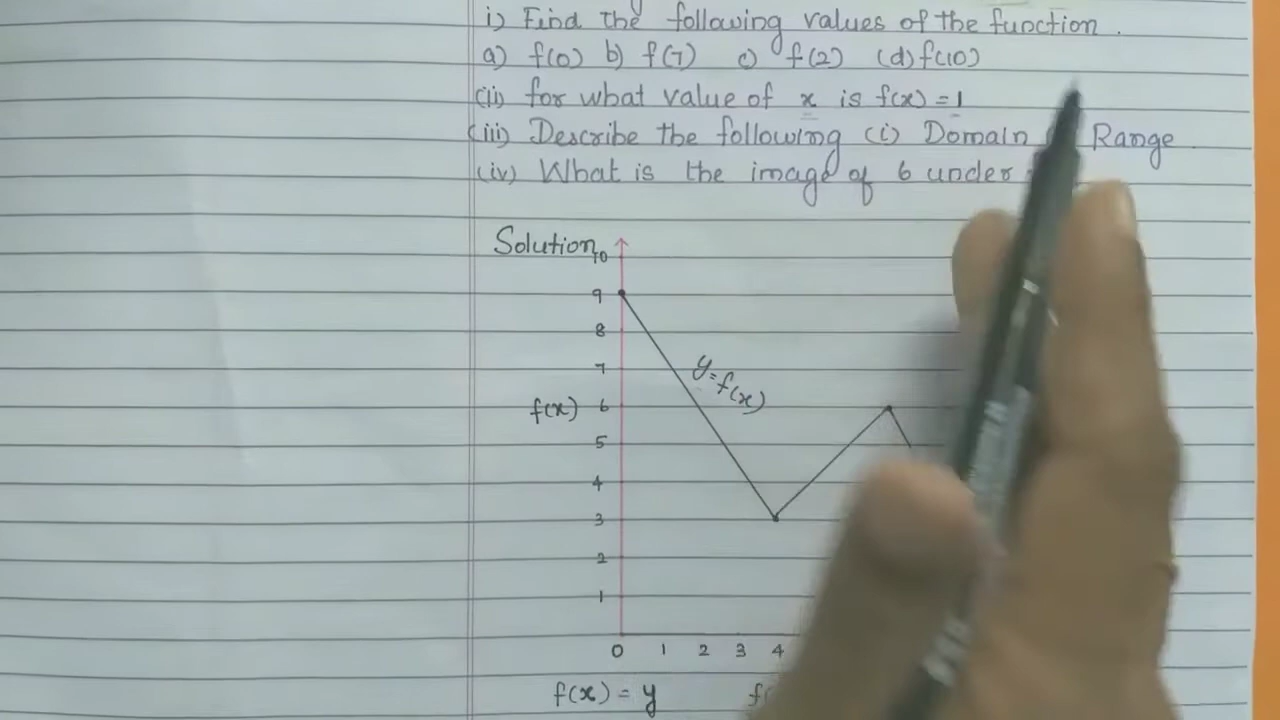 i) Find the following values of the function.
a) f(0) b) f(7) c) f(2) (d) f(10)
(ii) for what value of x is f(x) = 1
(iii) Describe the following (i) Domain Range.
(iv) What is the image of 6 under
Solution
10
9
8
7
y=f(x)
f(x) 6
5
4
3
2
1
0 1 2 3 4
f(x) = y